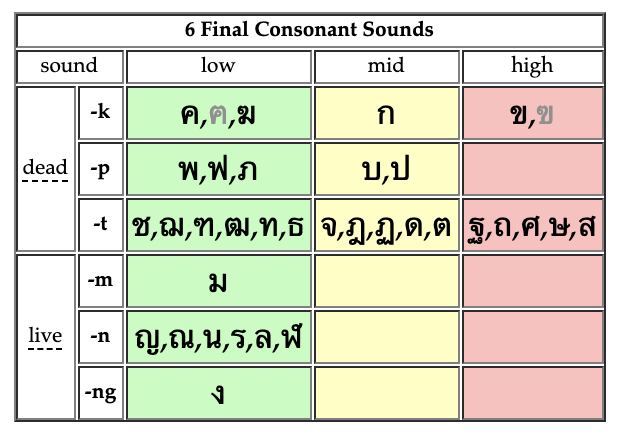 6 Final Consonant Sounds
sound low mid high
dead -k ค,ฅ,ฆ ก ข,ฃ
-p พ,ฟ,ภ บ,ป
-t ช,ฌ,ฑ,ฒ,ท,ธ จ,ฎ,ฏ,ด,ต ฐ,ถ,ศ,ษ,ส
live -m ม
-n ญ,ณ,น,ร,ล,ฬ
-ng ง